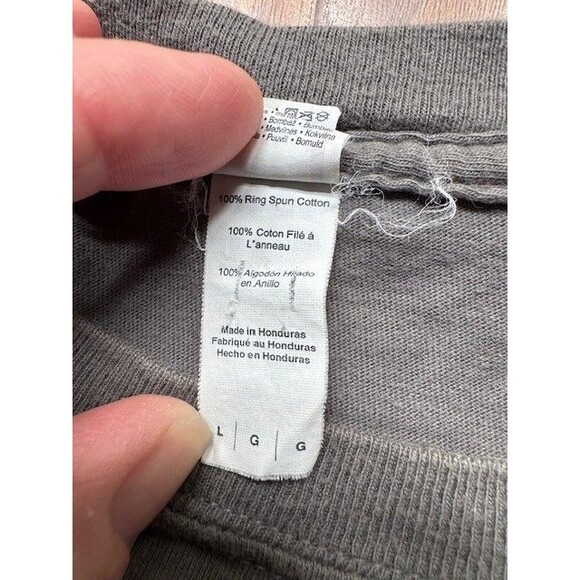 • Bombaž • Bumbac
• Medvilnės • Kokvilna
• Puuvill • Bomuld
100% Ring Spun Cotton
100% Coton Filé á
L'anneau
100% Algodón Hilado
en Anillo
Made in Honduras
Fabriqué au Honduras
Hecho en Honduras
L | G | G